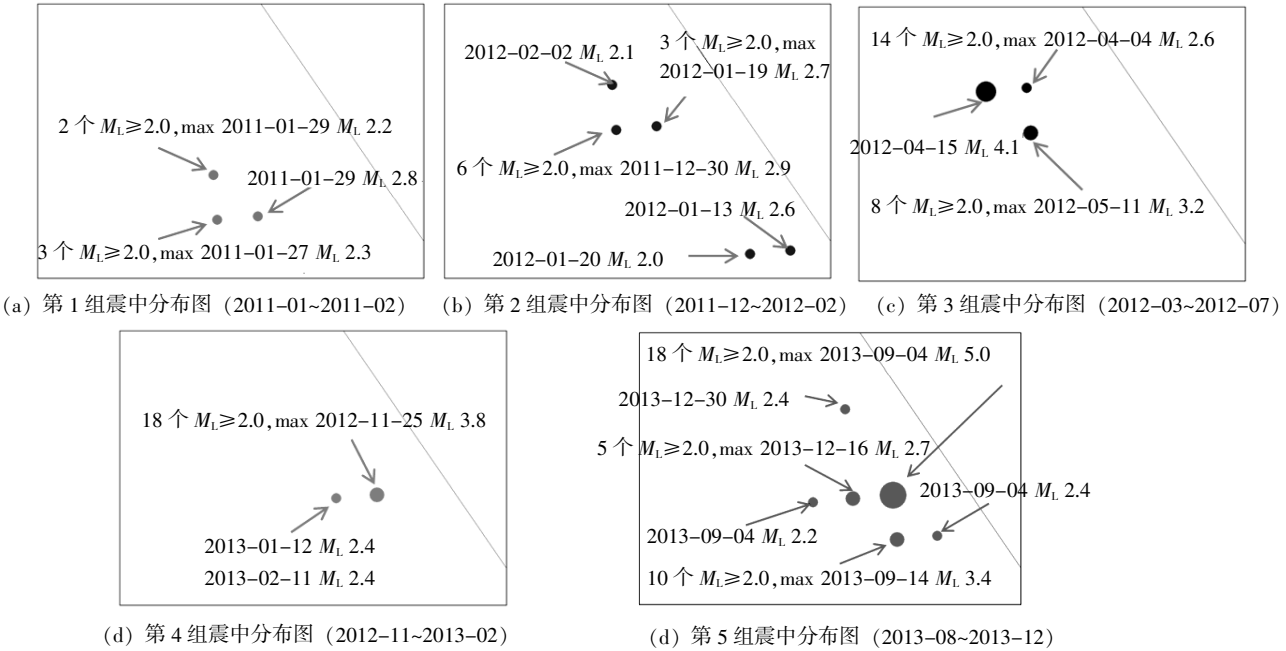 2 个 ML≥2.0,max 2011-01-29 ML 2.2
2011-01-29 ML 2.8
3 个 ML≥2.0,max 2011-01-27 ML 2.3
(a) 第 1 组震中分布图 (2011-01~2011-02)
2012-02-02 ML 2.1
3 个 ML≥2.0,max
2012-01-19 ML 2.7
6 个 ML≥2.0,max 2011-12-30 ML 2.9
2012-01-13 ML 2.6
2012-01-20 ML 2.0
(b) 第 2 组震中分布图 (2011-12~2012-02)
14 个 ML≥2.0,max 2012-04-04 ML 2.6
2012-04-15 ML 4.1
8 个 ML≥2.0,max 2012-05-11 ML 3.2
(c) 第 3 组震中分布图 (2012-03~2012-07)
18 个 ML≥2.0,max 2012-11-25 ML 3.8
2013-01-12 ML 2.4
2013-02-11 ML 2.4
(d) 第 4 组震中分布图 (2012-11~2013-02)
18 个 ML≥2.0,max 2013-09-04 ML 5.0
2013-12-30 ML 2.4
5 个 ML≥2.0,max 2013-12-16 ML 2.7
2013-09-04 ML 2.4
2013-09-04 ML 2.2
10 个 ML≥2.0,max 2013-09-14 ML 3.4
(d) 第 5 组震中分布图 (2013-08~2013-12)